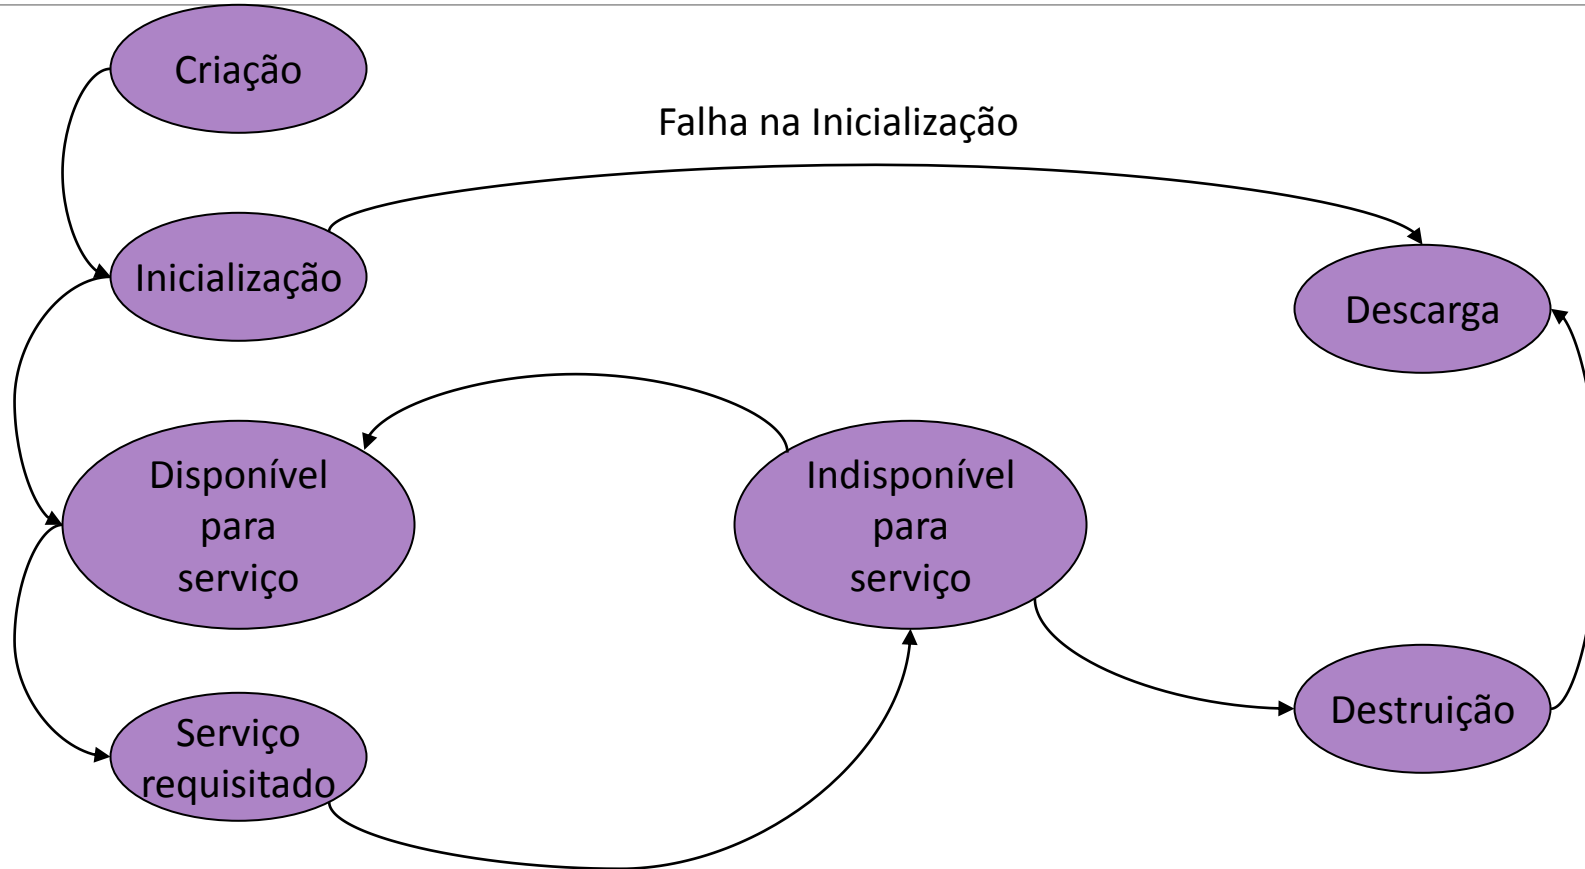 Criação
Falha na Inicialização
Inicialização
Descarga
Disponível
para
serviço
Indisponível
para
serviço
Destruição
Serviço
requisitado